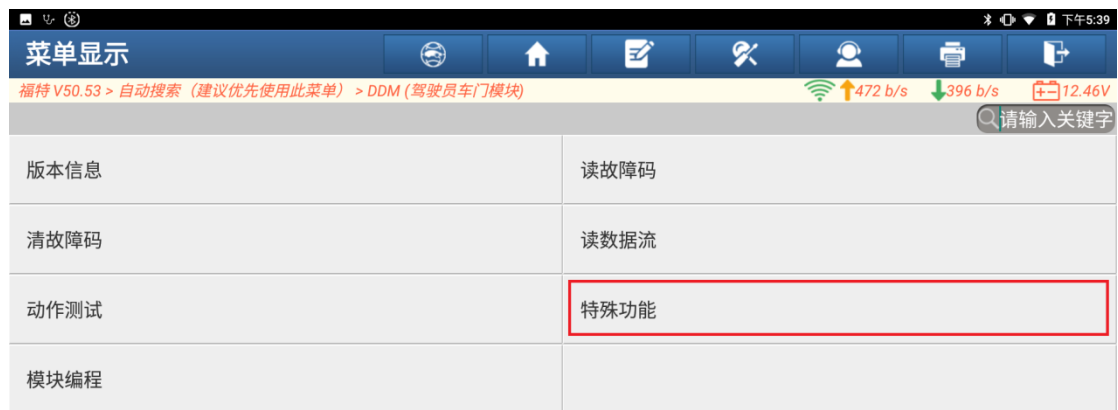 下午5:39
菜单显示
福特 V50.53 > 自动搜索（建议优先使用此菜单） > DDM (驾驶员车门模块) 472 b/s 396 b/s 12.46V
请输入关键字
版本信息 读故障码
清故障码 读数据流
动作测试 特殊功能
模块编程